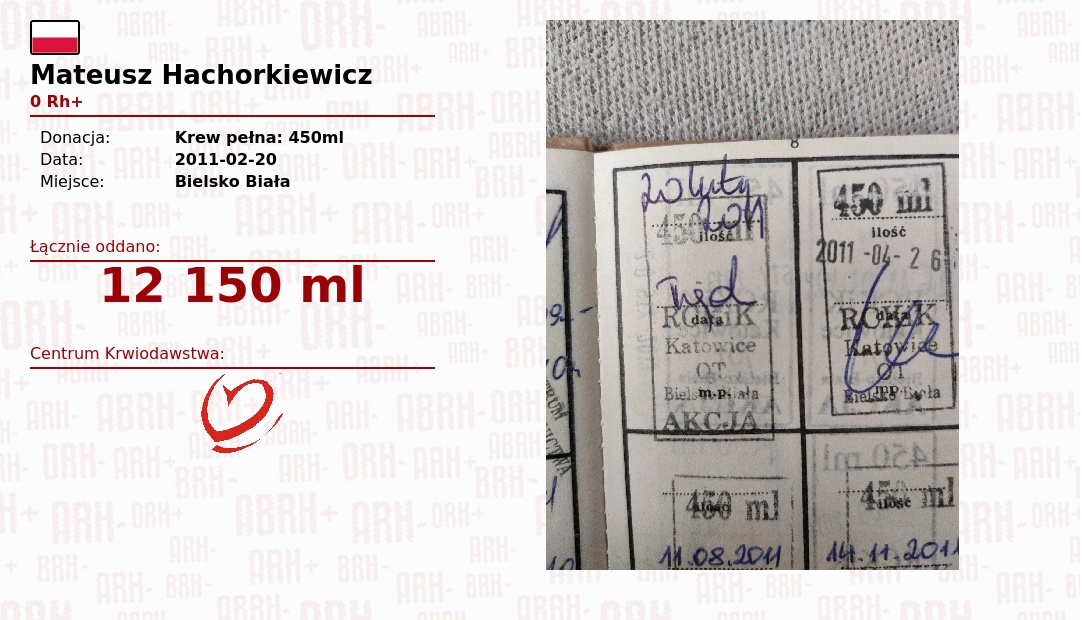 Mateusz Hachorkiewicz
0 Rh+
Donacja: Krew pełna: 450ml
Data: 2011-02-20
Miejsce: Bielsko Biała
Łącznie oddano:
12 150 ml
Centrum Krwiodawstwa:
8
20 luty
2011
450 ml
ilość
data
RCKiK
Katowice
OT
Bielsko-Biała
m.p.
AKCJA
450 ml
ilość
2011 -04- 26
data
RCKiK
Katowice
OT
m.p.
Bielsko-Biała
450 ml
ilość
11.08.2011
450 ml
ilość
14.11.2011